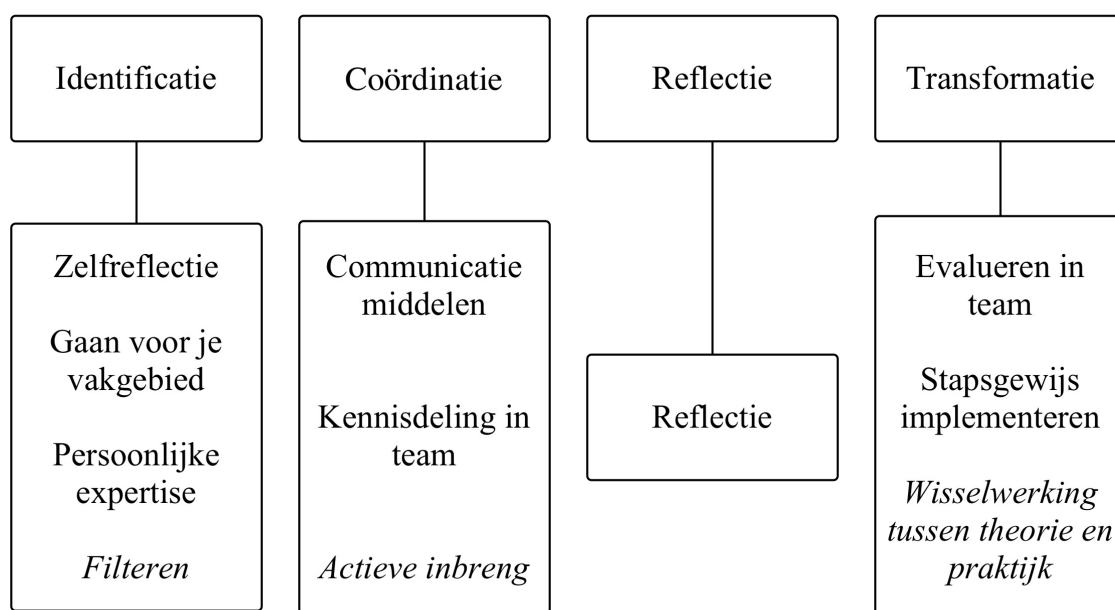 Identificatie
Coördinatie
Reflectie
Transformatie
Zelfreflectie
Gaan voor je
vakgebied
Persoonlijke
expertise
Filteren
Communicatie
middelen
Kennisdeling in
team
Actieve inbreng
Reflectie
Evalueren in
team
Stapsgewijs
implementeren
Wisselwerking
tussen theorie en
praktijk